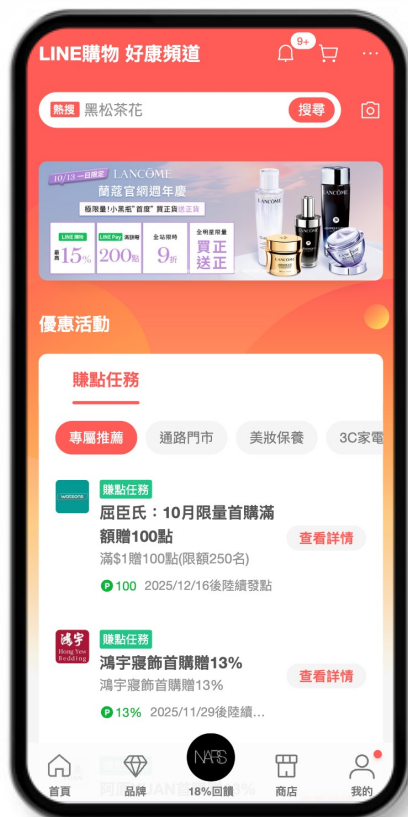 LINE購物 好康頻道
9+
熱搜 黑松茶花
搜尋
10/13 一日限定 LANCÔME
蘭蔻官網週年慶
極限量!小黑瓶"首度"買正貨送正貨
LINE購物
最高15%
LINE Pay
200點
全站限時
9折
全明星限量
買正送正
優惠活動
賺點任務
專屬推薦 通路門市 美妝保養 3C家電
watsons
賺點任務
屈臣氏：10月限量首購滿
額贈100點
滿$1贈100點(限額250名)
P 100 2025/12/16後陸續發點
查看詳情
鴻宇
Hong Yew
Bedding
賺點任務
鴻宇寢飾首購贈13%
鴻宇寢飾首購贈13%
P 13% 2025/11/29後陸續...
查看詳情
NARS
首頁 品牌 18%回饋 商店 我的